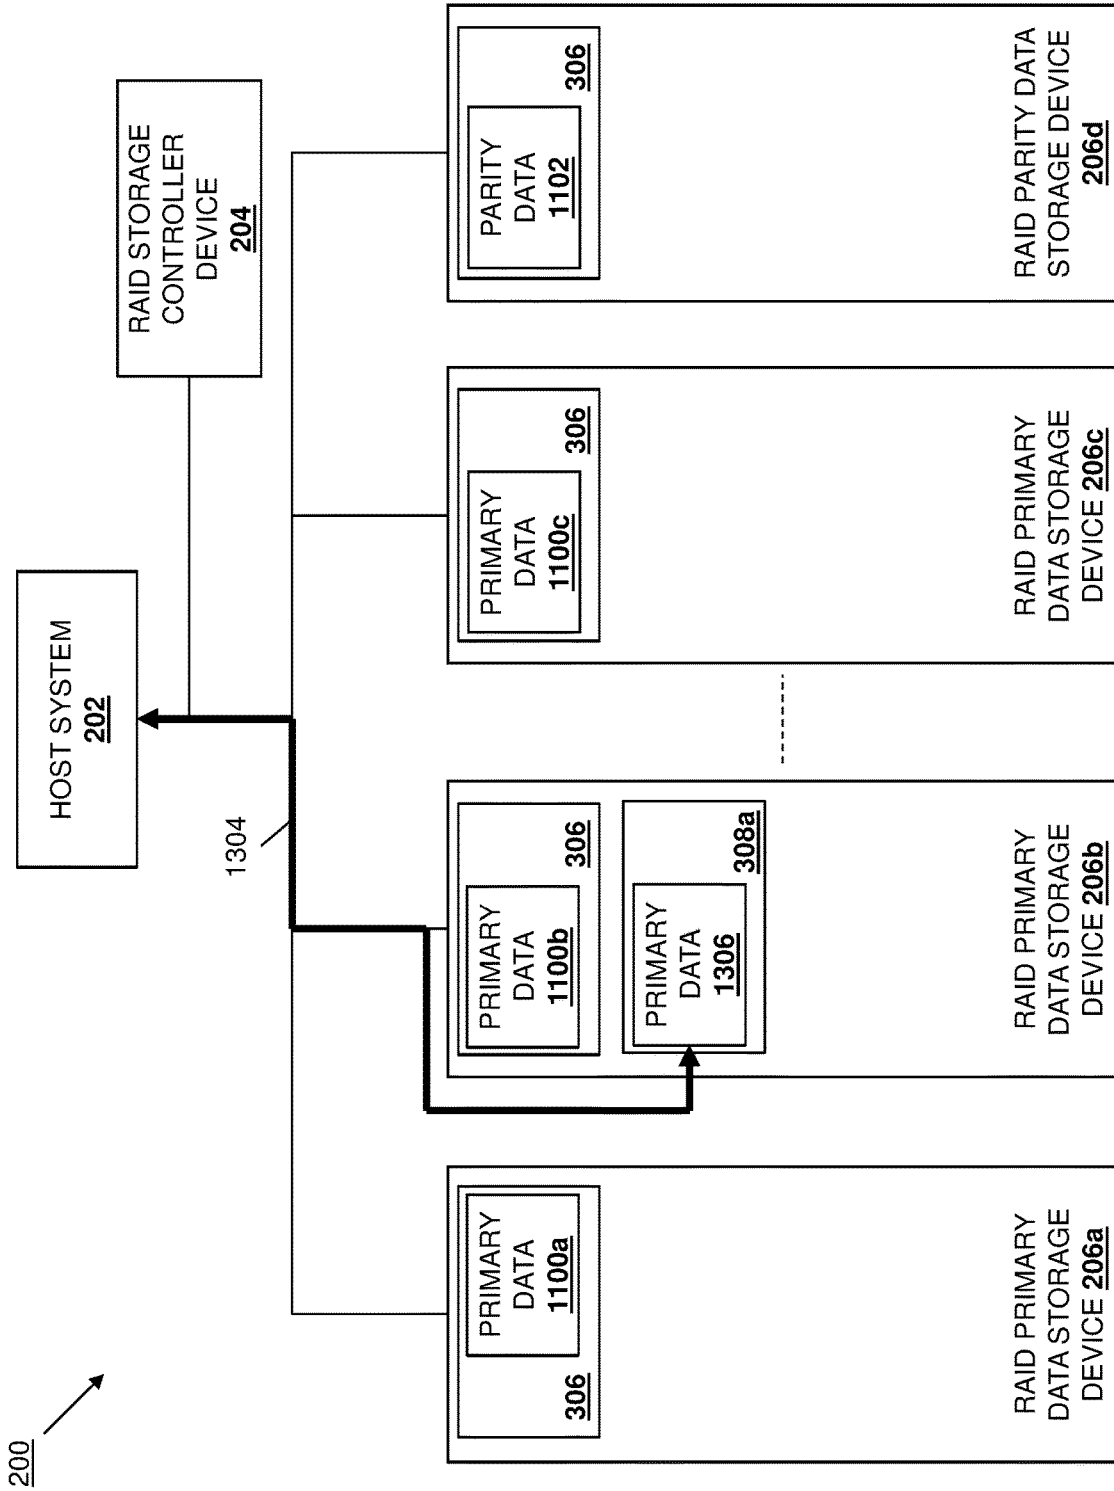 200
HOST SYSTEM
202
RAID STORAGE
CONTROLLER
DEVICE
204
1304
306
PRIMARY
DATA
1100a
RAID PRIMARY
DATA STORAGE
DEVICE 206a
PRIMARY
DATA
1100b
306
PRIMARY
DATA
1306
308a
RAID PRIMARY
DATA STORAGE
DEVICE 206b
PRIMARY
DATA
1100c
306
RAID PRIMARY
DATA STORAGE
DEVICE 206c
PARITY
DATA
1102
306
RAID PARITY DATA
STORAGE DEVICE
206d